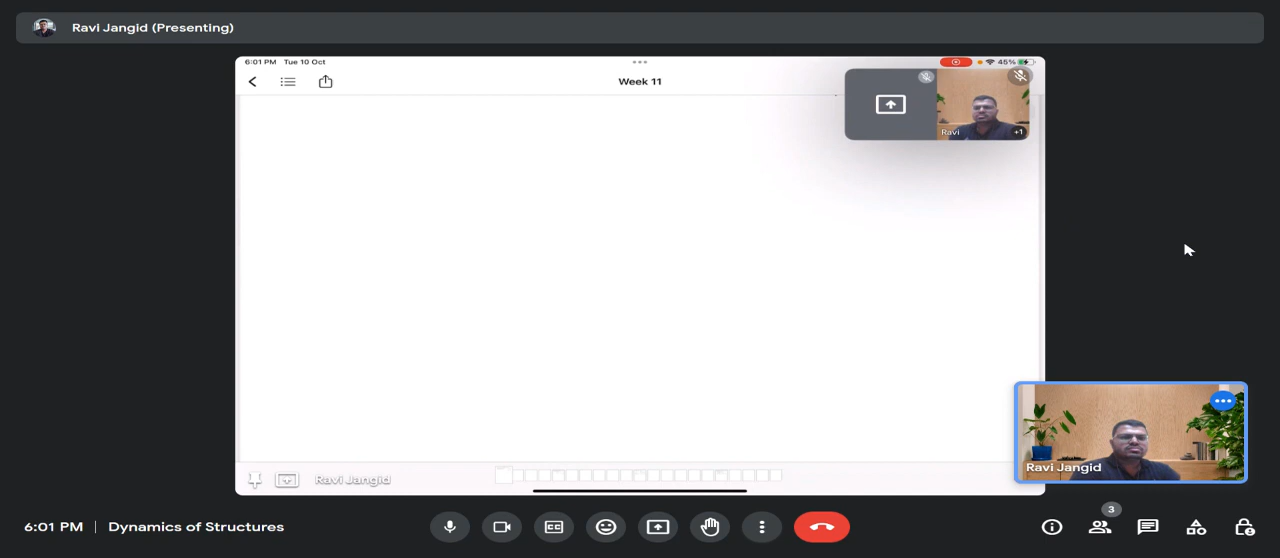 Ravi Jangid (Presenting)
6:01 PM Tue 10 Oct
45%
Week 11
Ravi
+1
Ravi Jangid
Ravi Jangid
3
6:01 PM | Dynamics of Structures